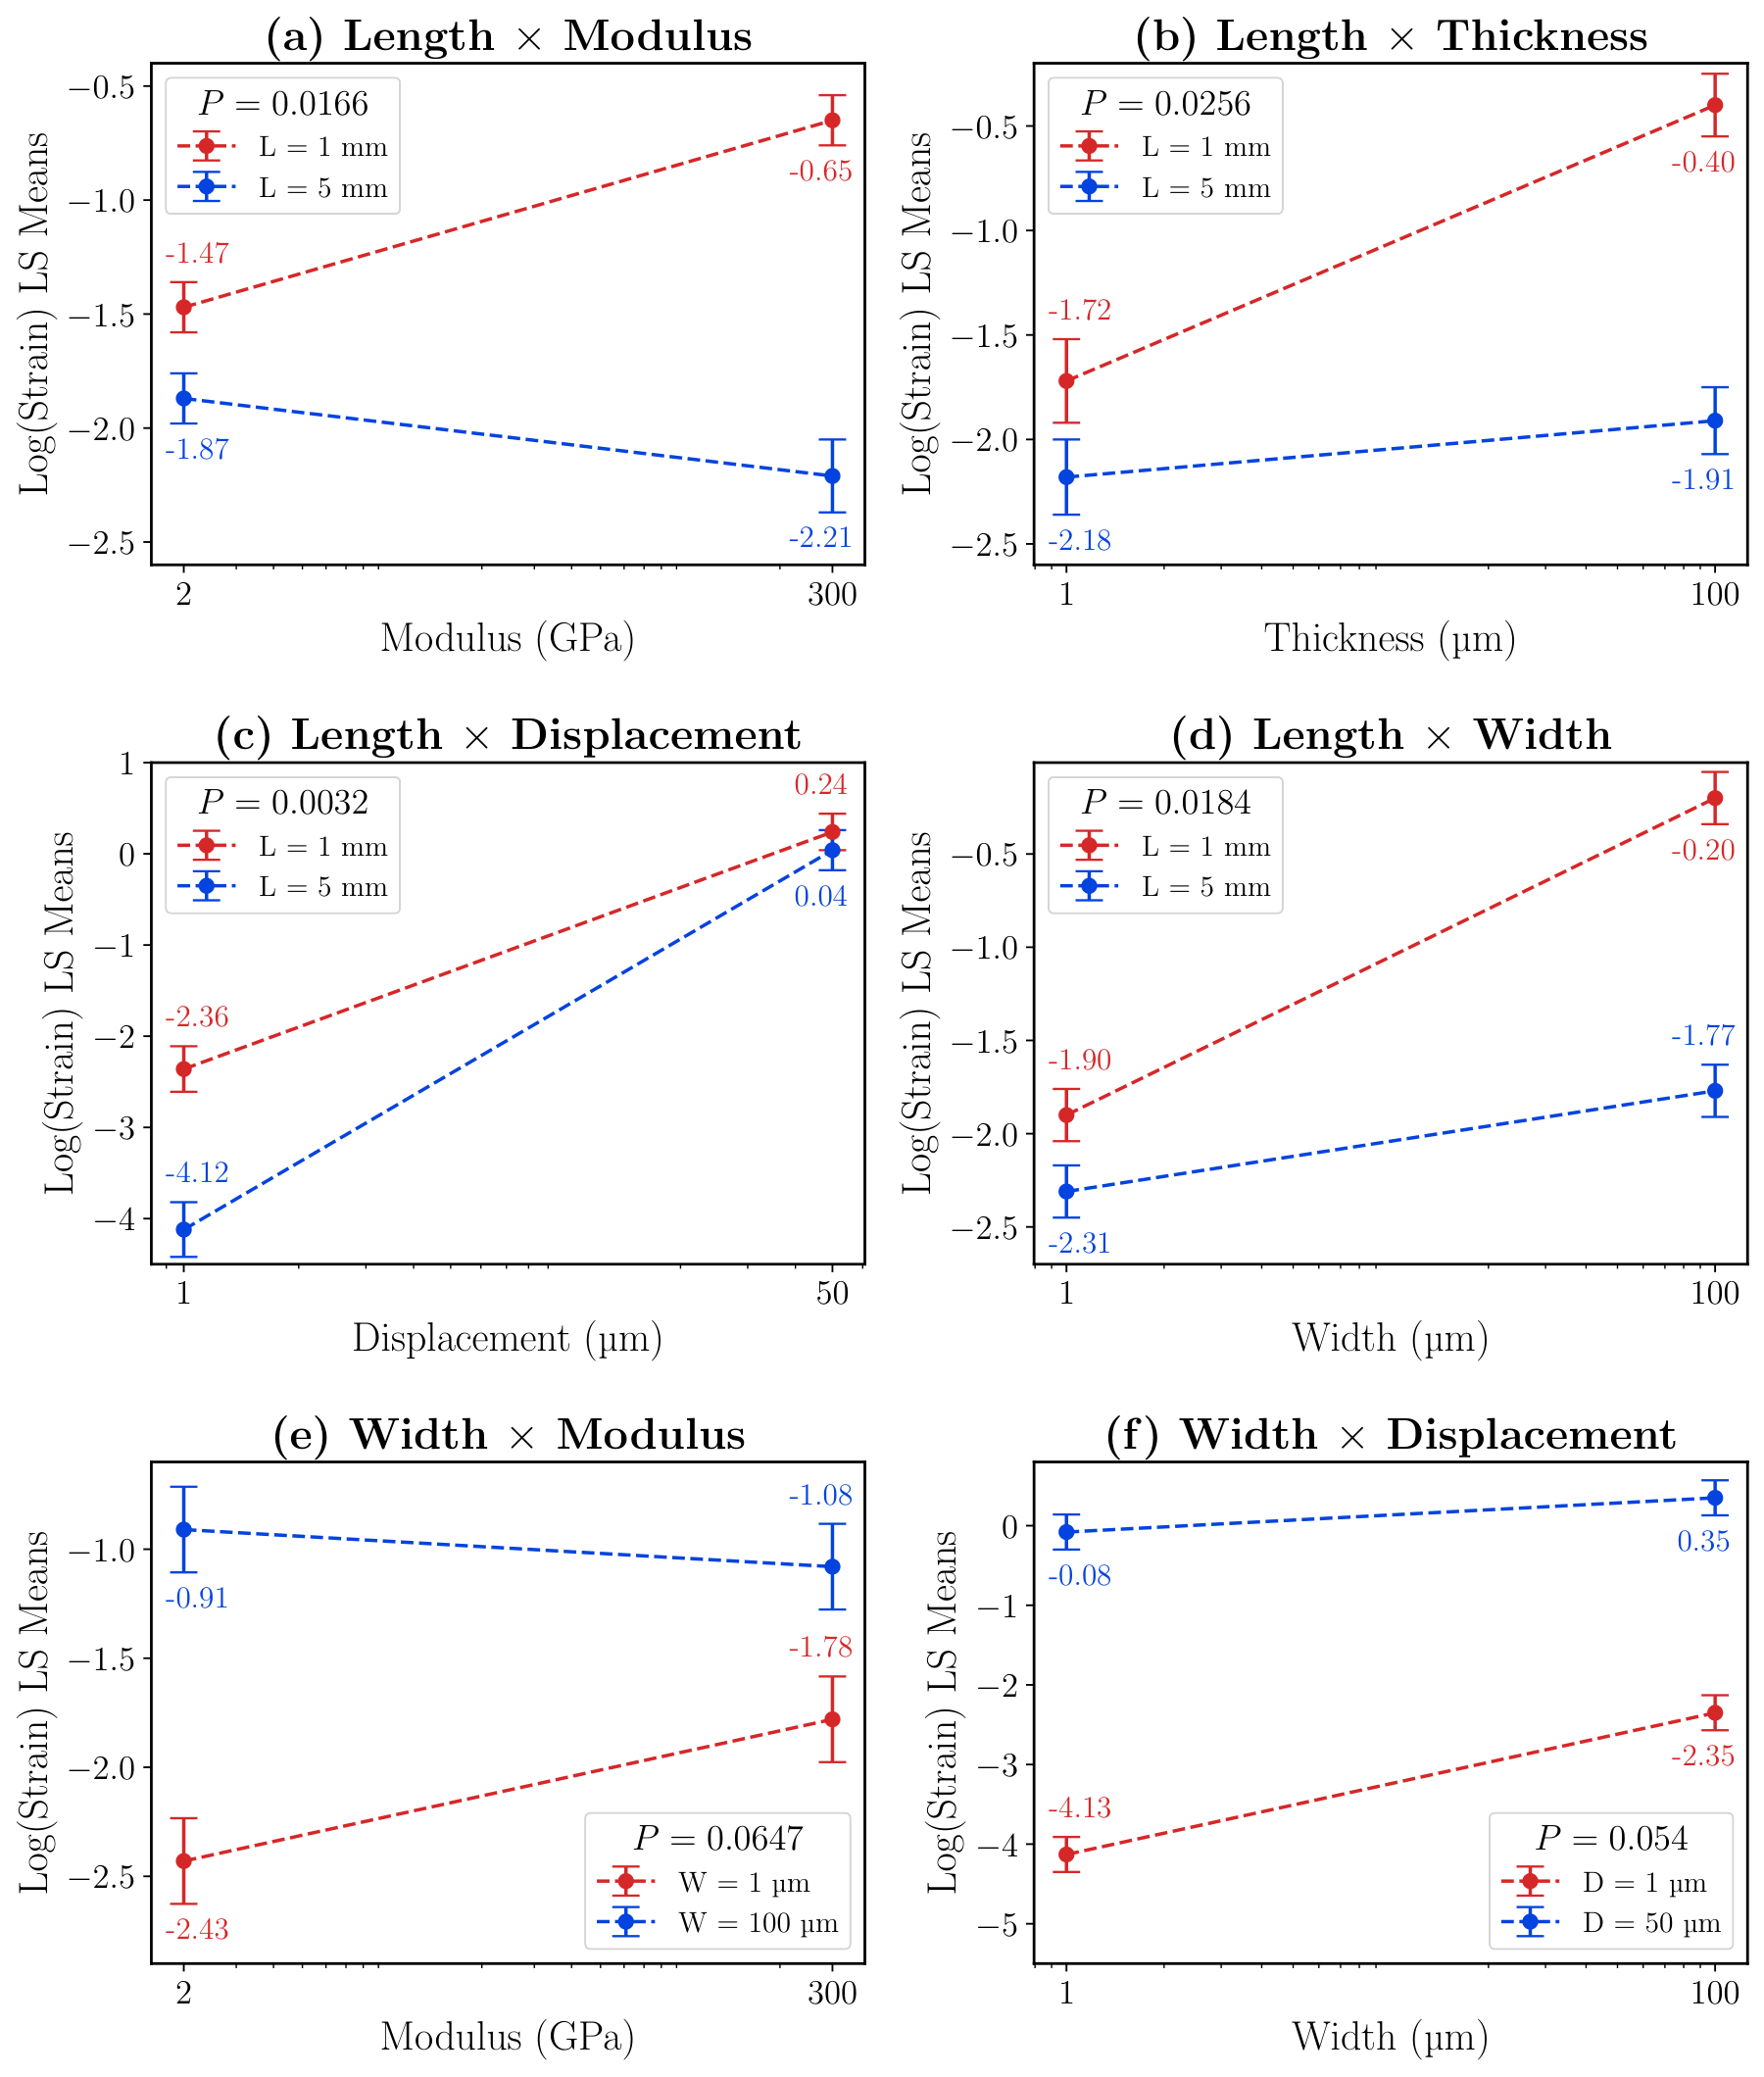 (a) Length × Modulus
Log(Strain) LS Means
−0.5
−1.0
−1.5
−2.0
−2.5
P = 0.0166
L = 1 mm
L = 5 mm
-1.47
-0.65
-1.87
-2.21
2
300
Modulus (GPa)
(b) Length × Thickness
Log(Strain) LS Means
−0.5
−1.0
−1.5
−2.0
−2.5
P = 0.0256
L = 1 mm
L = 5 mm
-1.72
-0.40
-2.18
-1.91
1
100
Thickness (µm)
(c) Length × Displacement
Log(Strain) LS Means
1
0
−1
−2
−3
−4
P = 0.0032
L = 1 mm
L = 5 mm
0.24
0.04
-2.36
-4.12
1
50
Displacement (µm)
(d) Length × Width
Log(Strain) LS Means
−0.5
−1.0
−1.5
−2.0
−2.5
P = 0.0184
L = 1 mm
L = 5 mm
-0.20
-1.90
-1.77
-2.31
1
100
Width (µm)
(e) Width × Modulus
Log(Strain) LS Means
−1.0
−1.5
−2.0
−2.5
-1.08
-0.91
-1.78
-2.43
P = 0.0647
W = 1 µm
W = 100 µm
2
300
Modulus (GPa)
(f) Width × Displacement
Log(Strain) LS Means
0
−1
−2
−3
−4
−5
-0.08
0.35
-2.35
-4.13
P = 0.054
D = 1 µm
D = 50 µm
1
100
Width (µm)